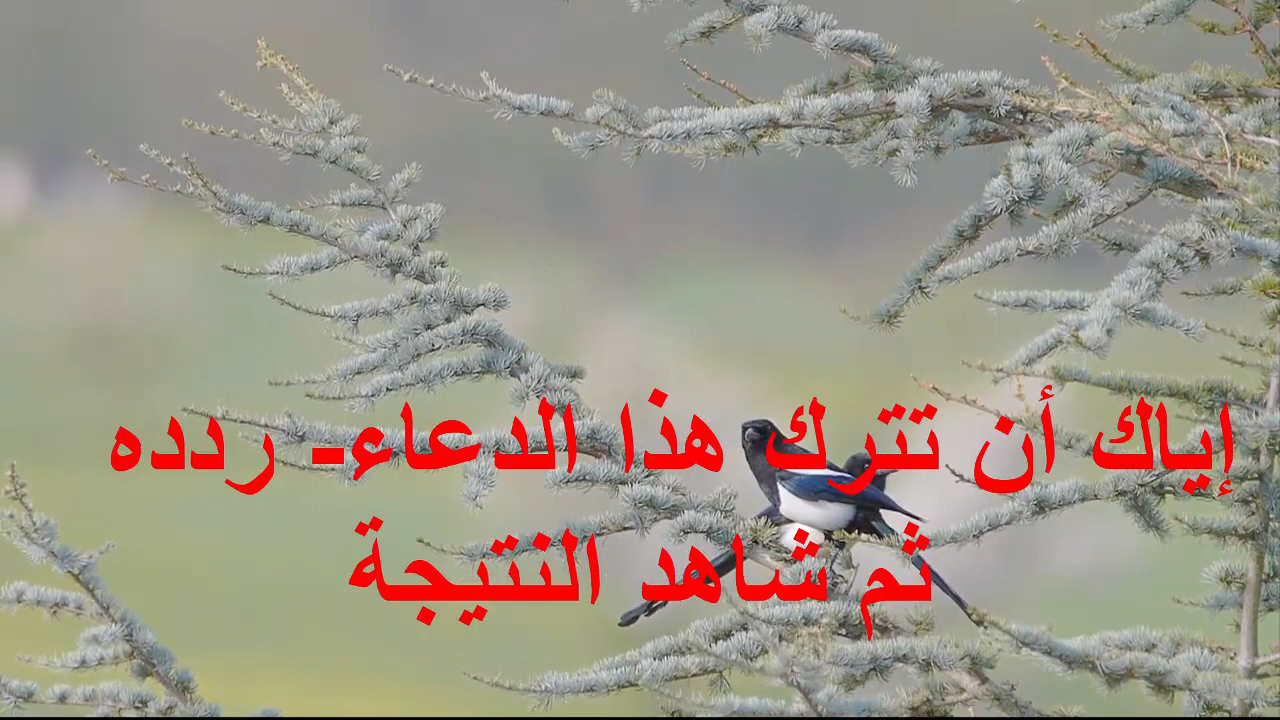 إياك أن تترك هذا الدعاء- ردده
ثم شاهد النتيجة